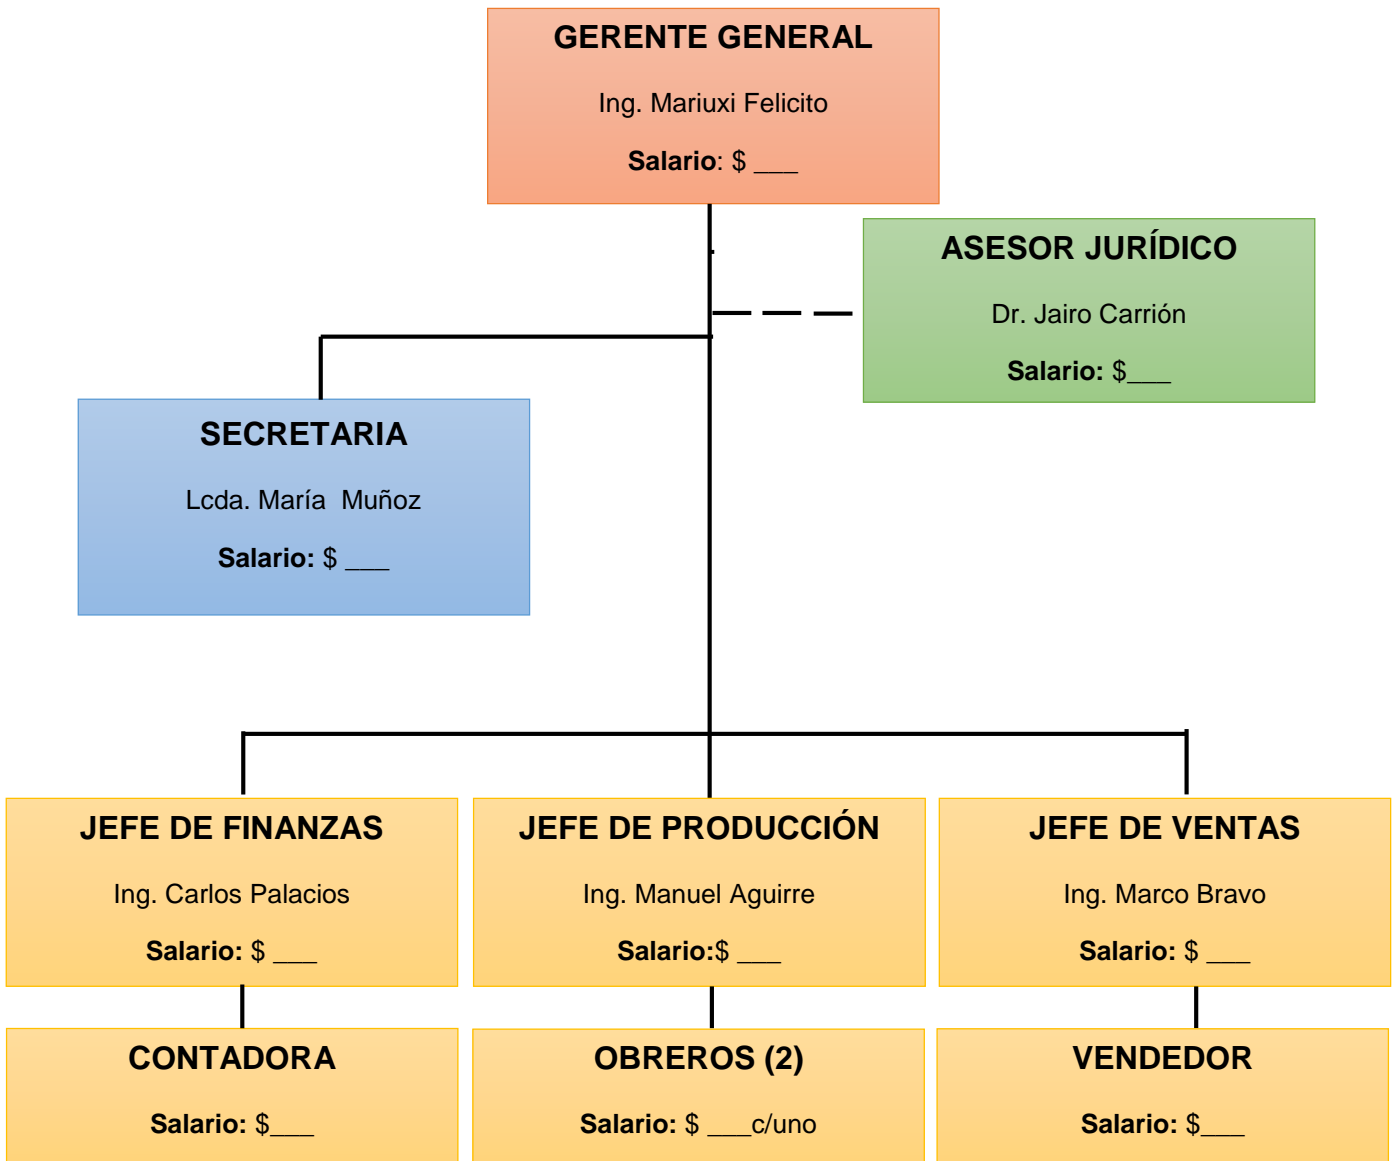 GERENTE GENERAL
Ing. Mariuxi Felicito
Salario: $ ___
ASESOR JURÍDICO
Dr. Jairo Carrión
Salario: $___
SECRETARIA
Lcda. María  Muñoz
Salario: $ ___
JEFE DE FINANZAS
Ing. Carlos Palacios
Salario: $ ___
JEFE DE PRODUCCIÓN
Ing. Manuel Aguirre
Salario:$ ___
JEFE DE VENTAS
Ing. Marco Bravo
Salario: $ ___
CONTADORA
Salario: $___
OBREROS (2)
Salario: $ ___c/uno
VENDEDOR
Salario: $___